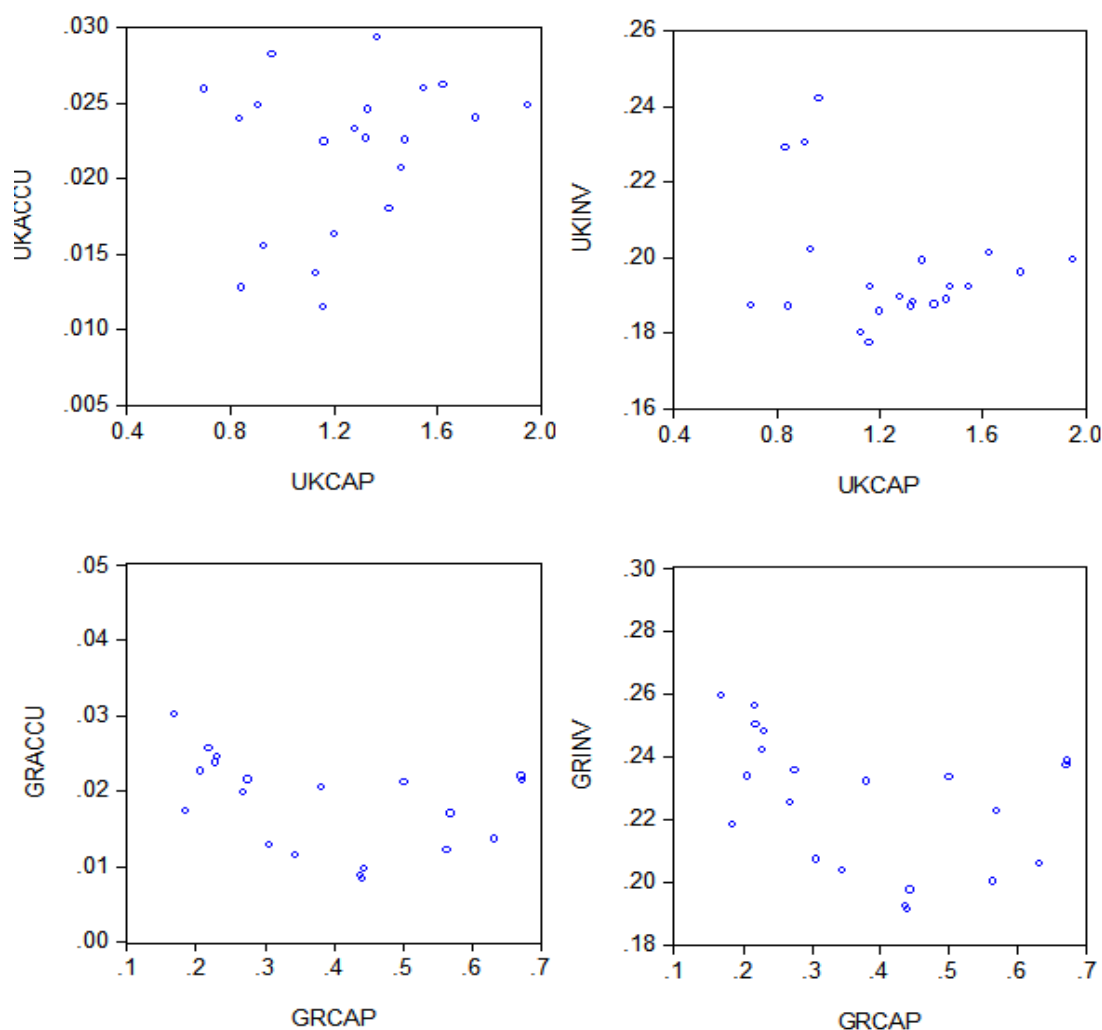 .030
.025
.020
.015
.010
.005
UKACCU
0.4 0.8 1.2 1.6 2.0
UKCAP
.26
.24
.22
.20
.18
.16
UKINV
0.4 0.8 1.2 1.6 2.0
UKCAP
.05
.04
.03
.02
.01
.00
GRACCU
.1 .2 .3 .4 .5 .6 .7
GRCAP
.30
.28
.26
.24
.22
.20
.18
GRINV
.1 .2 .3 .4 .5 .6 .7
GRCAP